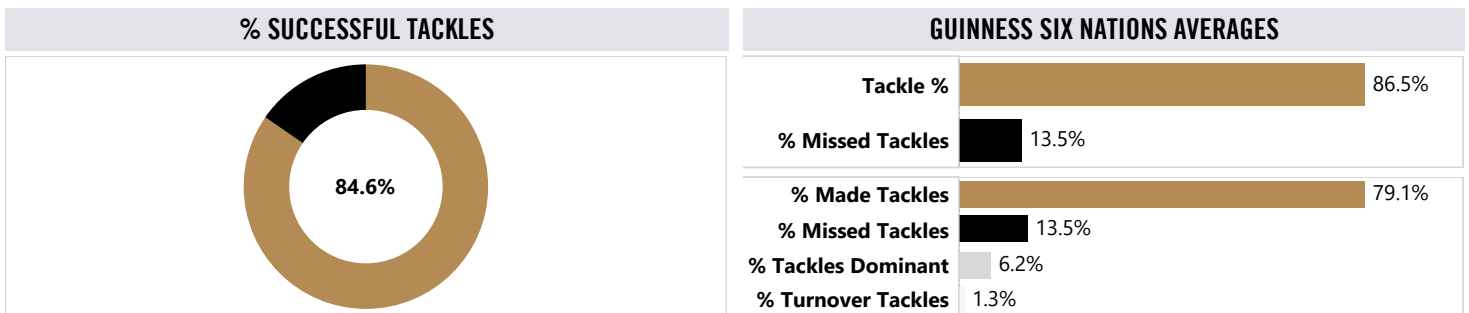 % SUCCESSFUL TACKLES
84.6%
GUINNESS SIX NATIONS AVERAGES
Tackle % 86.5%
% Missed Tackles 13.5%
% Made Tackles 79.1%
% Missed Tackles 13.5%
% Tackles Dominant 6.2%
% Turnover Tackles 1.3%